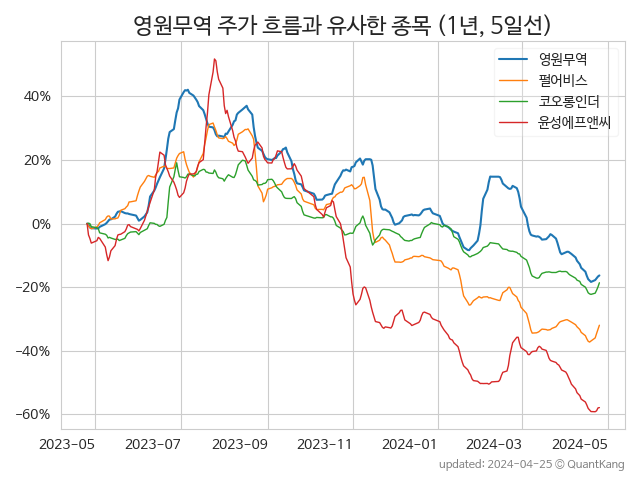 영원무역 주가 흐름과 유사한 종목 (1년, 5일선)
영원무역
펄어비스
코오롱인더
윤성에프앤씨
40%
20%
0%
−20%
−40%
−60%
2023-05 2023-07 2023-09 2023-11 2024-01 2024-03 2024-05
updated: 2024-04-25 © QuantKang